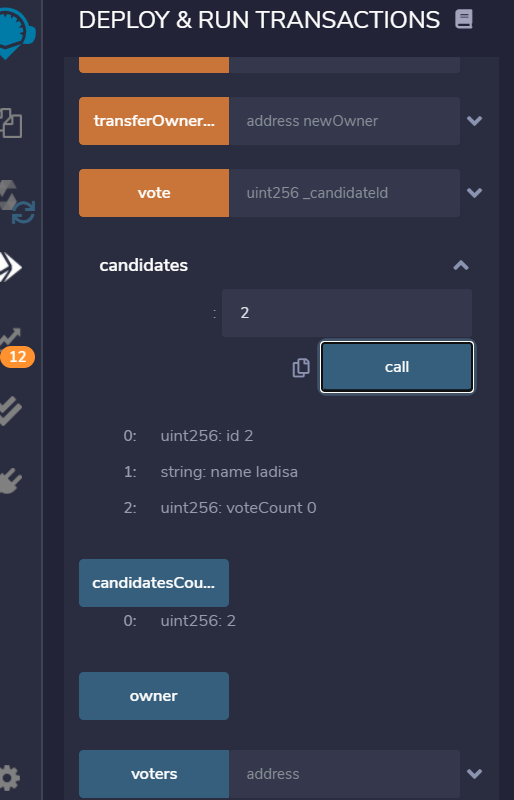 DEPLOY & RUN TRANSACTIONS
transferOwner... address newOwner
vote uint256 _candidateId
candidates
: 2
12
call
0: uint256: id 2
1: string: name ladisa
2: uint256: voteCount 0
candidatesCou...
0: uint256: 2
owner
voters address